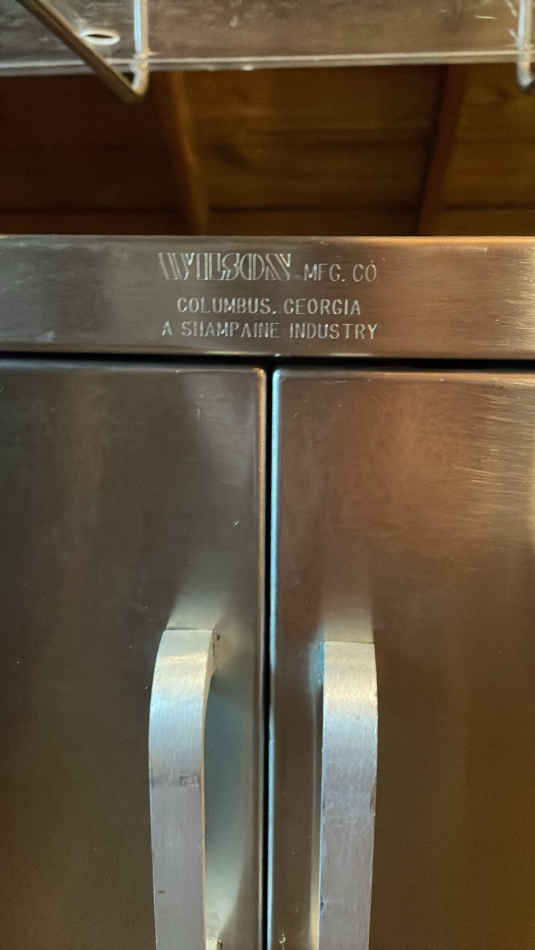 WILSON MFG. CO
COLUMBUS, GEORGIA
A SHAMPAINE INDUSTRY